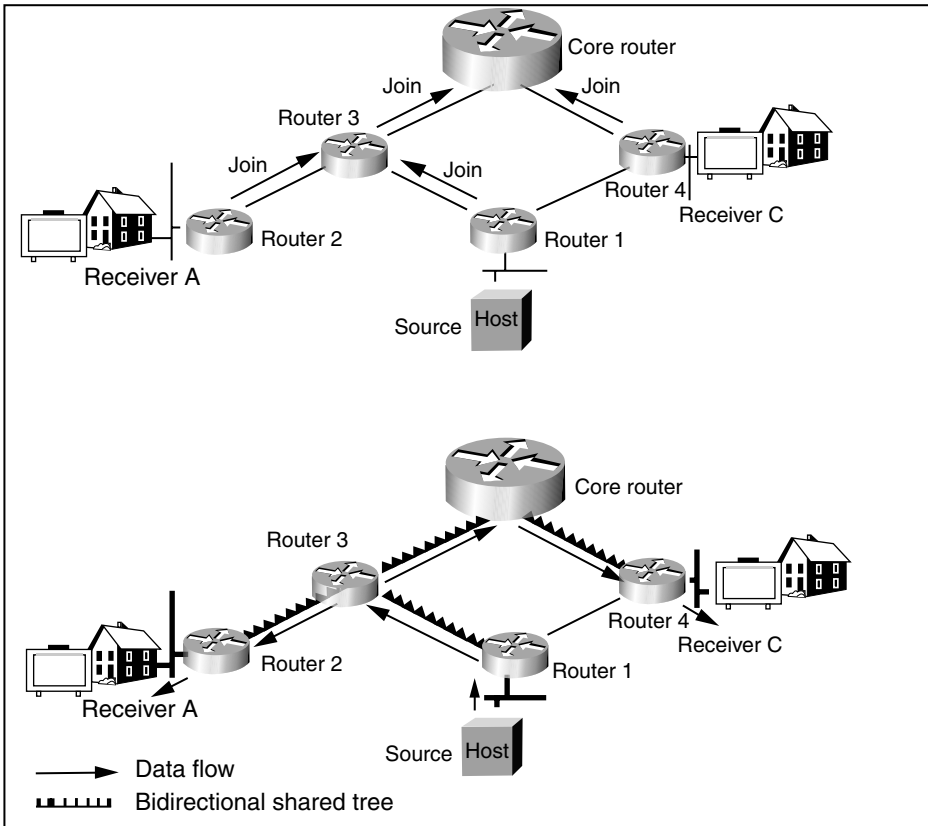 Core router
Join
Join
Router 3
Join
Join
Router 4
Receiver C
Router 2
Router 1
Receiver A
Source
Host
Core router
Router 3
Router 4
Receiver C
Router 2
Router 1
Receiver A
Source
Host
Data flow
Bidirectional shared tree